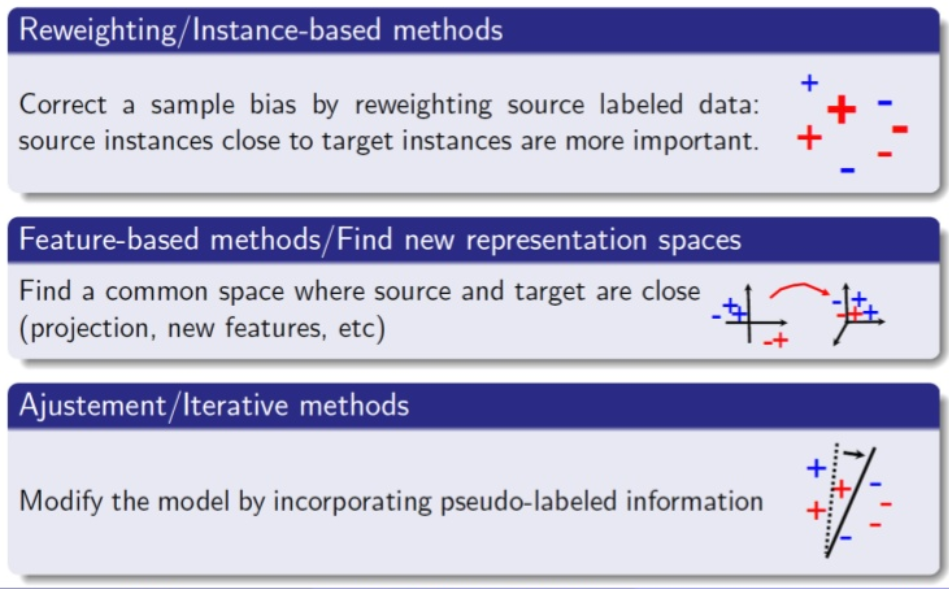 Reweighting/Instance-based methods
Correct a sample bias by reweighting source labeled data:
source instances close to target instances are more important.
Feature-based methods/Find new representation spaces
Find a common space where source and target are close
(projection, new features, etc)
Ajustement/Iterative methods
Modify the model by incorporating pseudo-labeled information